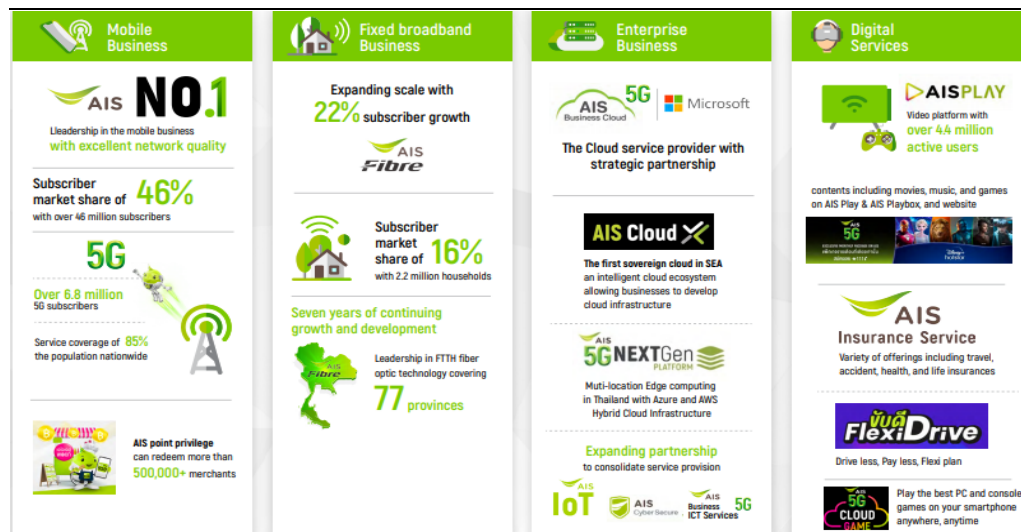 Mobile
Business
AIS NO.1
Lleadership in the mobile business
with excellent network quality
Subscriber
market share of 46%
with over 46 million subscribers
5G
Over 6.8 million
5G subscribers
Service coverage of 85%
the population nationwide
AIS point privilege
can redeem more than
500,000+ merchants
Fixed broadband
Business
Expanding scale with
22% subscriber growth
AIS
Fibre
Subscriber
market
share of 16%
with 2.2 million households
Seven years of continuing
growth and development
AIS
Fibre
Leadership in FTTH fiber
optic technology covering
77 provinces
Enterprise
Business
AIS 5G
Business Cloud
Microsoft
The Cloud service provider with
strategic partnership
AIS Cloud X
The first sovereign cloud in SEA
an intelligent cloud ecosystem
allowing businesses to develop
cloud infrastructure
AIS
5G NEXTGen
PLATFORM
Muti-location Edge computing
in Thailand with Azure and AWS
Hybrid Cloud Infrastructure
Expanding partnership
to consolidate service provision
AIS
IoT
AIS
Cyber Secure
AIS
Business 5G
ICT Services
Digital
Services
AISPLAY
Video platform with
over 4.4 million
active users
contents including movies, music, and games
on AIS Play & AIS Playbox, and website
AIS
5G
Disney+
hotstar
AIS
Insurance Service
Variety of offerings including travel,
accident, health, and life insurances
ขับดี
FlexiDrive
Drive less, Pay less, Flexi plan
AIS
5G
CLOUD
GAME
Play the best PC and console
games on your smartphone
anywhere, anytime